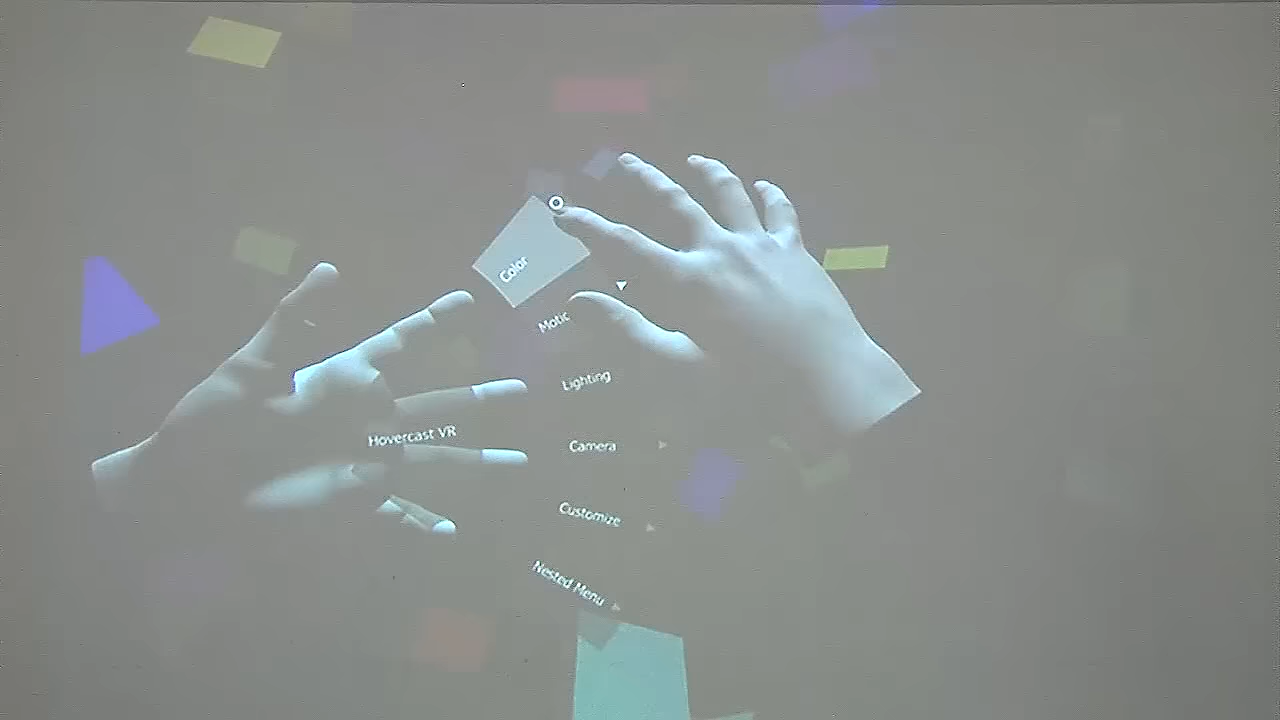 Color
Motic
Lighting
Hovercast VR
Camera
Customize
Nested Menu